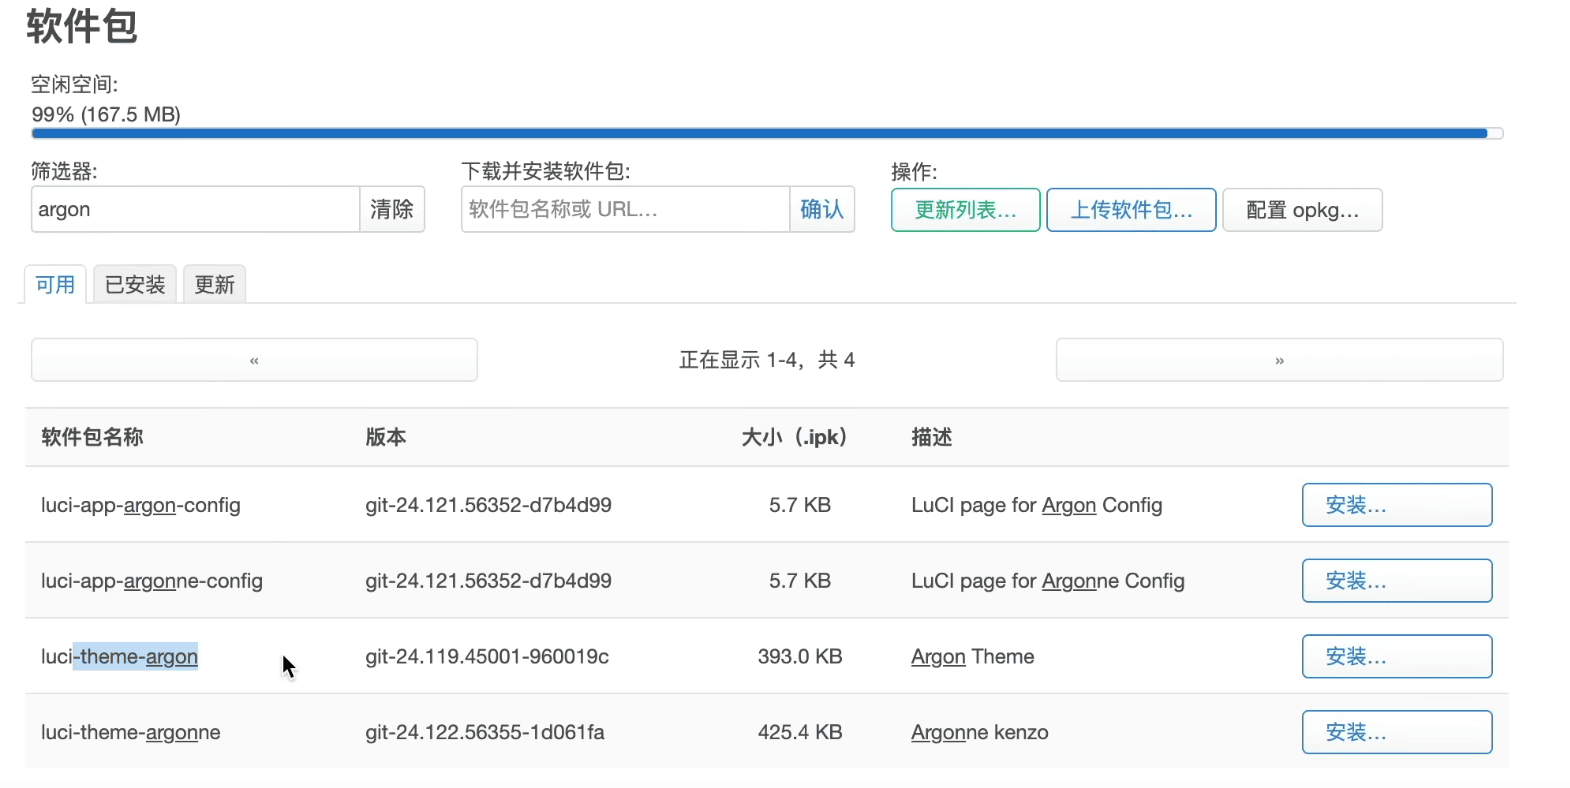 软件包
空闲空间:
99% (167.5 MB)
筛选器:
下载并安装软件包:
操作:
argon
清除
软件包名称或 URL…
确认
更新列表…
上传软件包…
配置 opkg…
可用
已安装
更新
«
正在显示 1-4，共 4
»
软件包名称 版本 大小（.ipk） 描述
luci-app-argon-config git-24.121.56352-d7b4d99 5.7 KB LuCI page for Argon Config 安装…
luci-app-argonne-config git-24.121.56352-d7b4d99 5.7 KB LuCI page for Argonne Config 安装…
luci-theme-argon git-24.119.45001-960019c 393.0 KB Argon Theme 安装…
luci-theme-argonne git-24.122.56355-1d061fa 425.4 KB Argonne kenzo 安装…